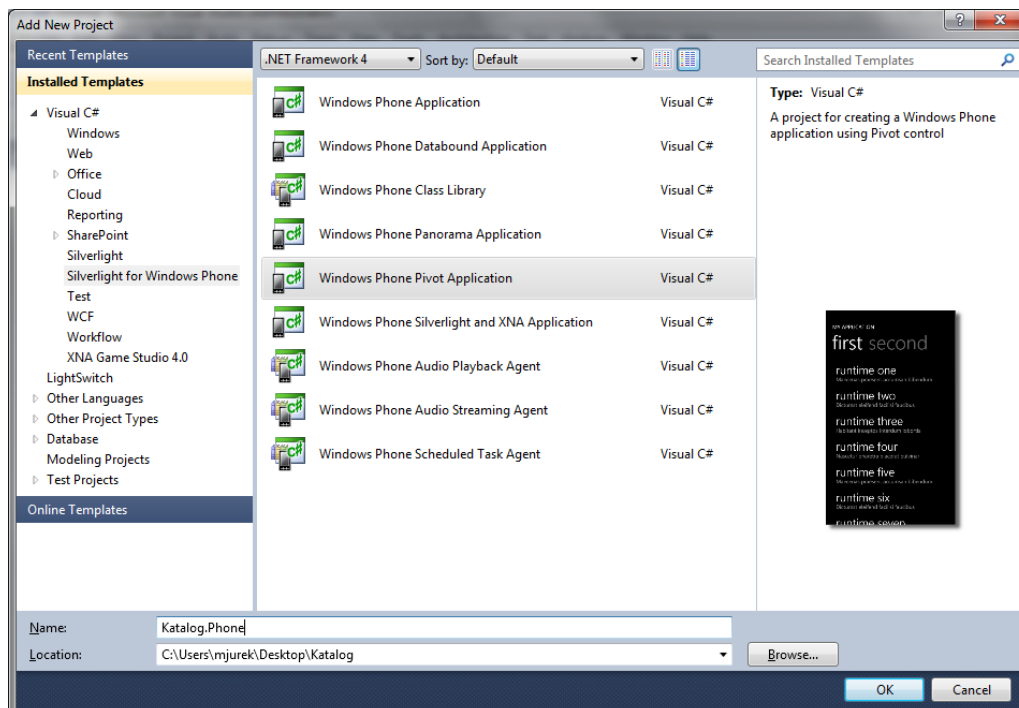 Add New Project
Recent Templates
Installed Templates
Visual C#
Windows
Web
Office
Cloud
Reporting
SharePoint
Silverlight
Silverlight for Windows Phone
Test
WCF
Workflow
XNA Game Studio 4.0
LightSwitch
Other Languages
Other Project Types
Database
Modeling Projects
Test Projects
Online Templates
.NET Framework 4 Sort by: Default
Windows Phone Application Visual C#
Windows Phone Databound Application Visual C#
Windows Phone Class Library Visual C#
Windows Phone Panorama Application Visual C#
Windows Phone Pivot Application Visual C#
Windows Phone Silverlight and XNA Application Visual C#
Windows Phone Audio Playback Agent Visual C#
Windows Phone Audio Streaming Agent Visual C#
Windows Phone Scheduled Task Agent Visual C#
Search Installed Templates
Type: Visual C#
A project for creating a Windows Phone
application using Pivot control
MY APPLICATION
first second
runtime one
runtime two
runtime three
runtime four
runtime five
runtime six
runtime seven
Name: Katalog.Phone
Location: C:\Users\mjurek\Desktop\Katalog Browse...
OK Cancel